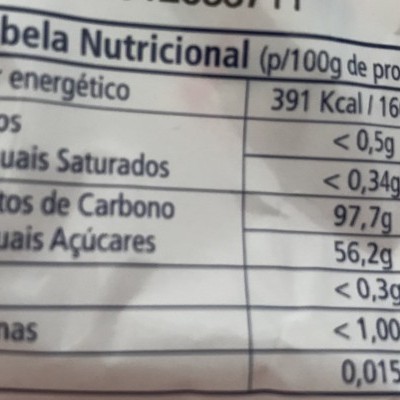 bela Nutricional (p/100g de pro
energético 391 Kcal / 16
os < 0,5g
uais Saturados < 0,34g
tos de Carbono 97,7g
uais Açúcares 56,2g
< 0,3g
nas < 1,00
0,015